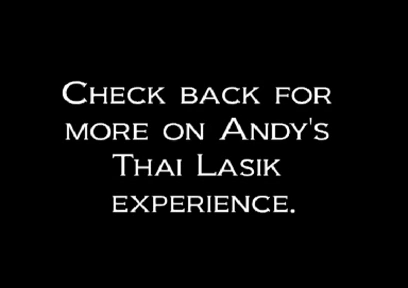 Check back for
more on Andy's
Thai Lasik
experience.